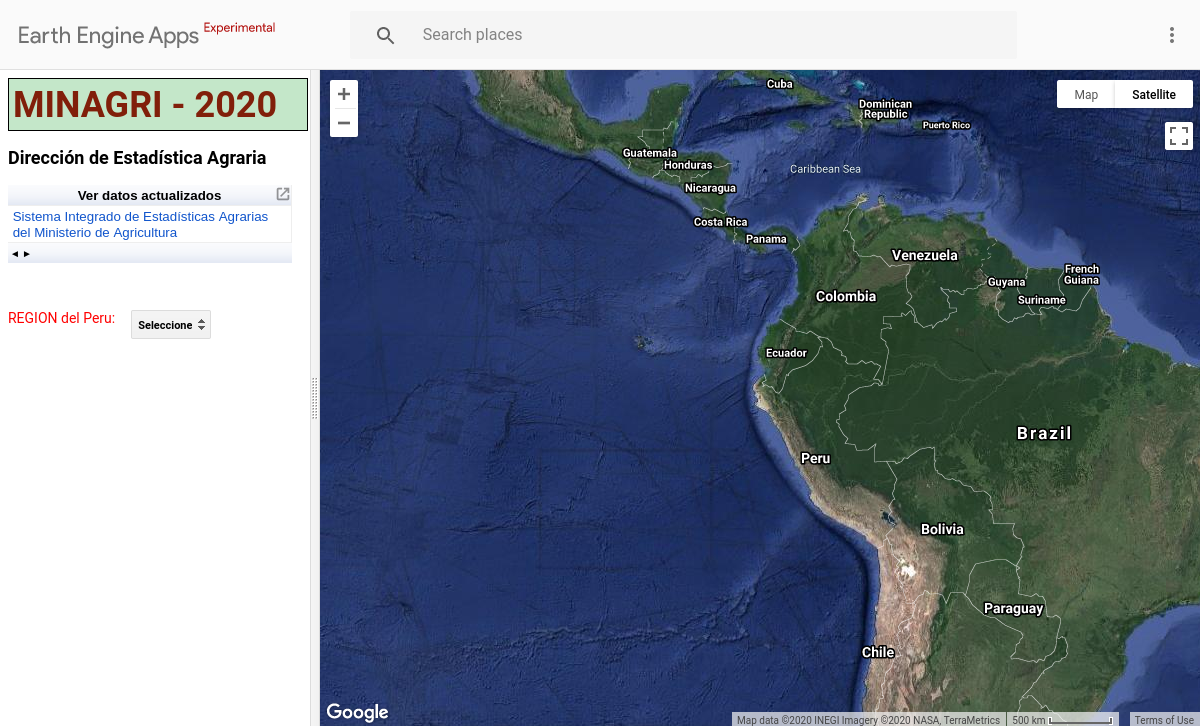 Earth Engine Apps Experimental
Search places
MINAGRI - 2020
Dirección de Estadística Agraria
Ver datos actualizados
Sistema Integrado de Estadísticas Agrarias
del Ministerio de Agricultura
REGION del Peru:
Seleccione
Map
Satellite
Cuba
Dominican
Republic
Puerto Rico
Guatemala
Honduras
Caribbean Sea
Nicaragua
Costa Rica
Panama
Venezuela
French
Guiana
Guyana
Suriname
Colombia
Ecuador
Brazil
Peru
Bolivia
Paraguay
Chile
Google
Map data ©2020 INEGI Imagery ©2020 NASA, TerraMetrics
500 km
Terms of Use